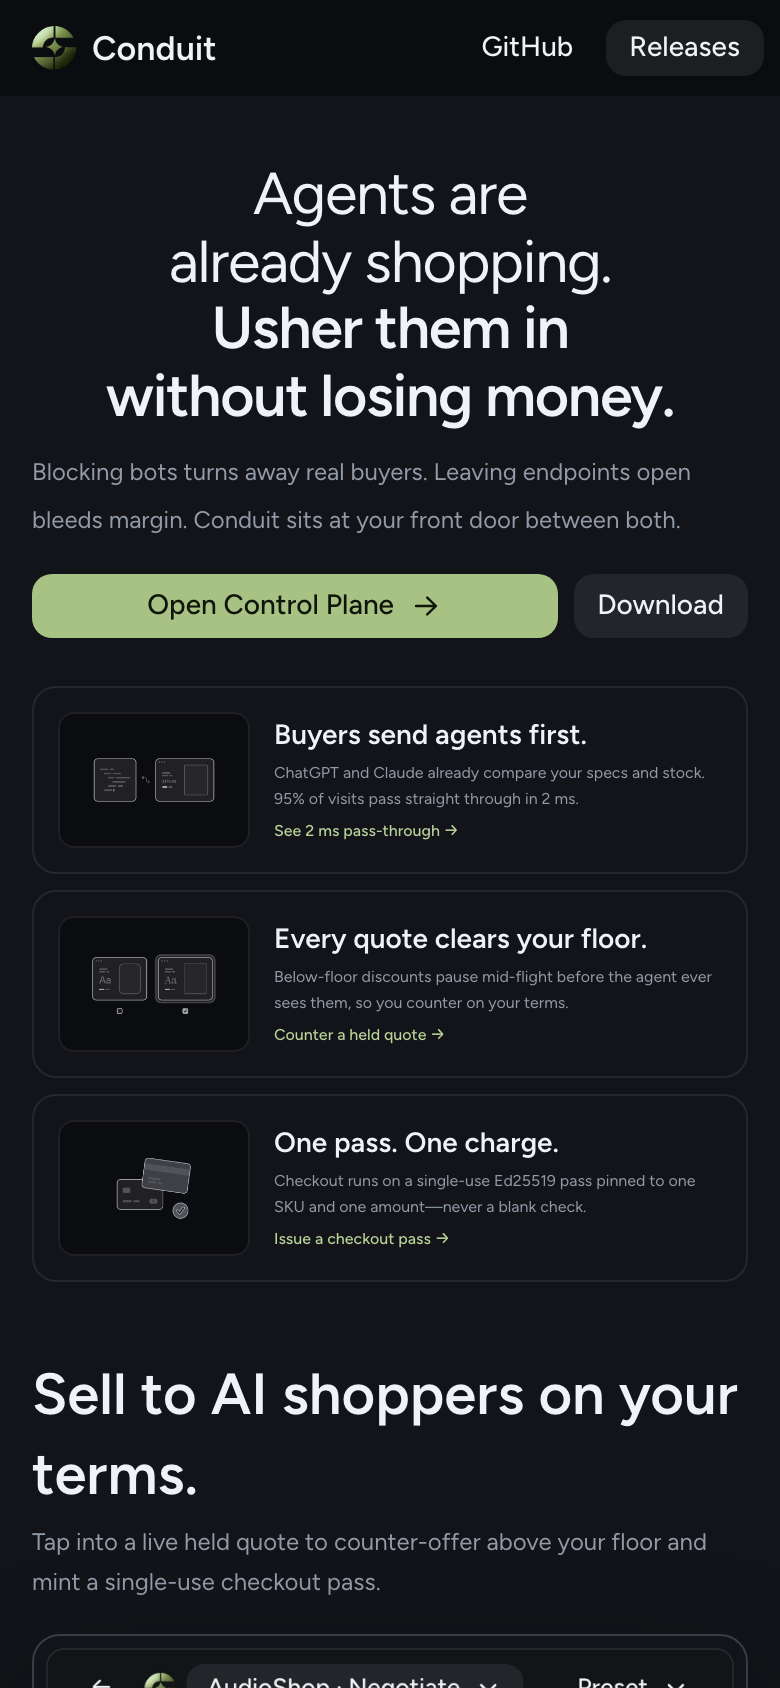 Conduit
GitHub
Releases
Agents are
already shopping.
Usher them in
without losing money.
Blocking bots turns away real buyers. Leaving endpoints open
bleeds margin. Conduit sits at your front door between both.
Open Control Plane →
Download
Buyers send agents first.
ChatGPT and Claude already compare your specs and stock.
95% of visits pass straight through in 2 ms.
See 2 ms pass-through →
Aa
Aa
Every quote clears your floor.
Below-floor discounts pause mid-flight before the agent ever
sees them, so you counter on your terms.
Counter a held quote →
One pass. One charge.
Checkout runs on a single-use Ed25519 pass pinned to one
SKU and one amount—never a blank check.
Issue a checkout pass →
Sell to AI shoppers on your
terms.
Tap into a live held quote to counter-offer above your floor and
mint a single-use checkout pass.
AudioShop · Negotiate
Preset